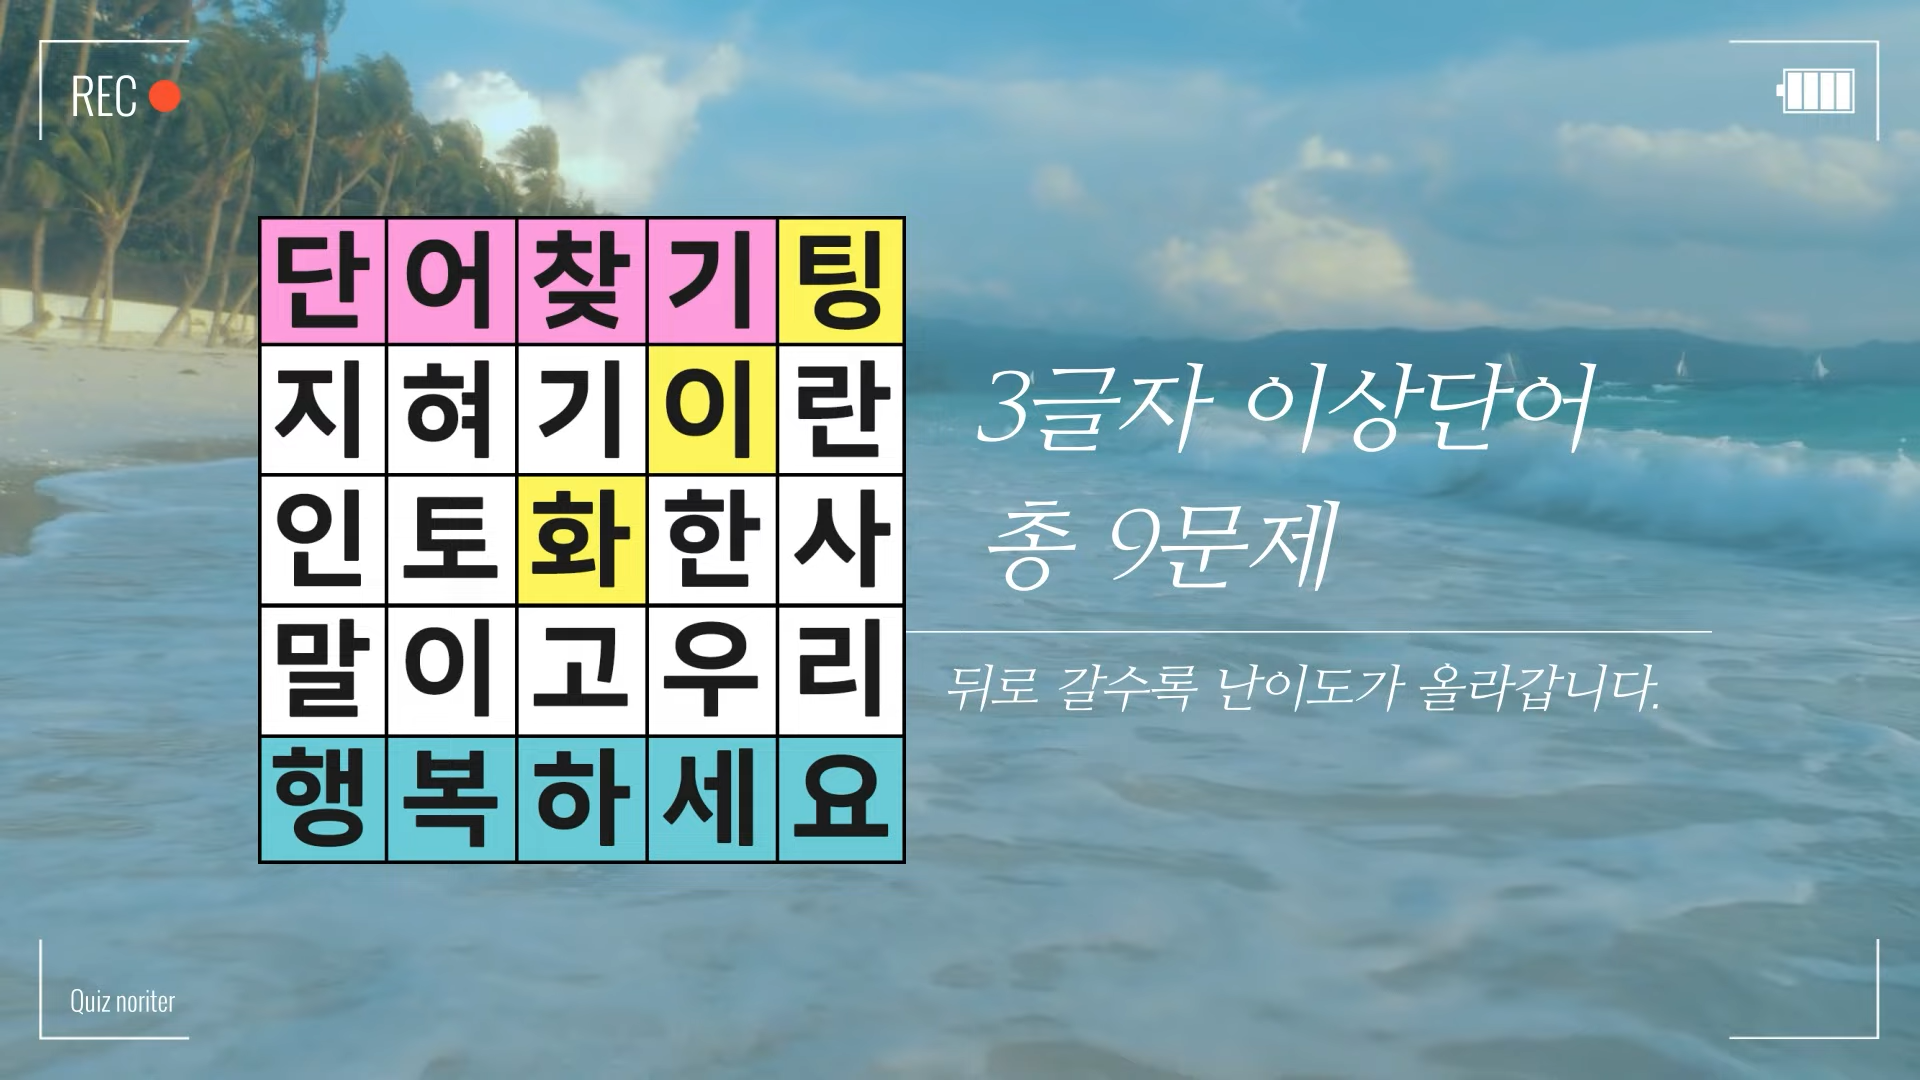 REC
단어찾기팅
지혀기이란
인토화한사
말이고우리
행복하세요
3글자 이상단어
총 9문제
뒤로 갈수록 난이도가 올라갑니다.
Quiz noriter